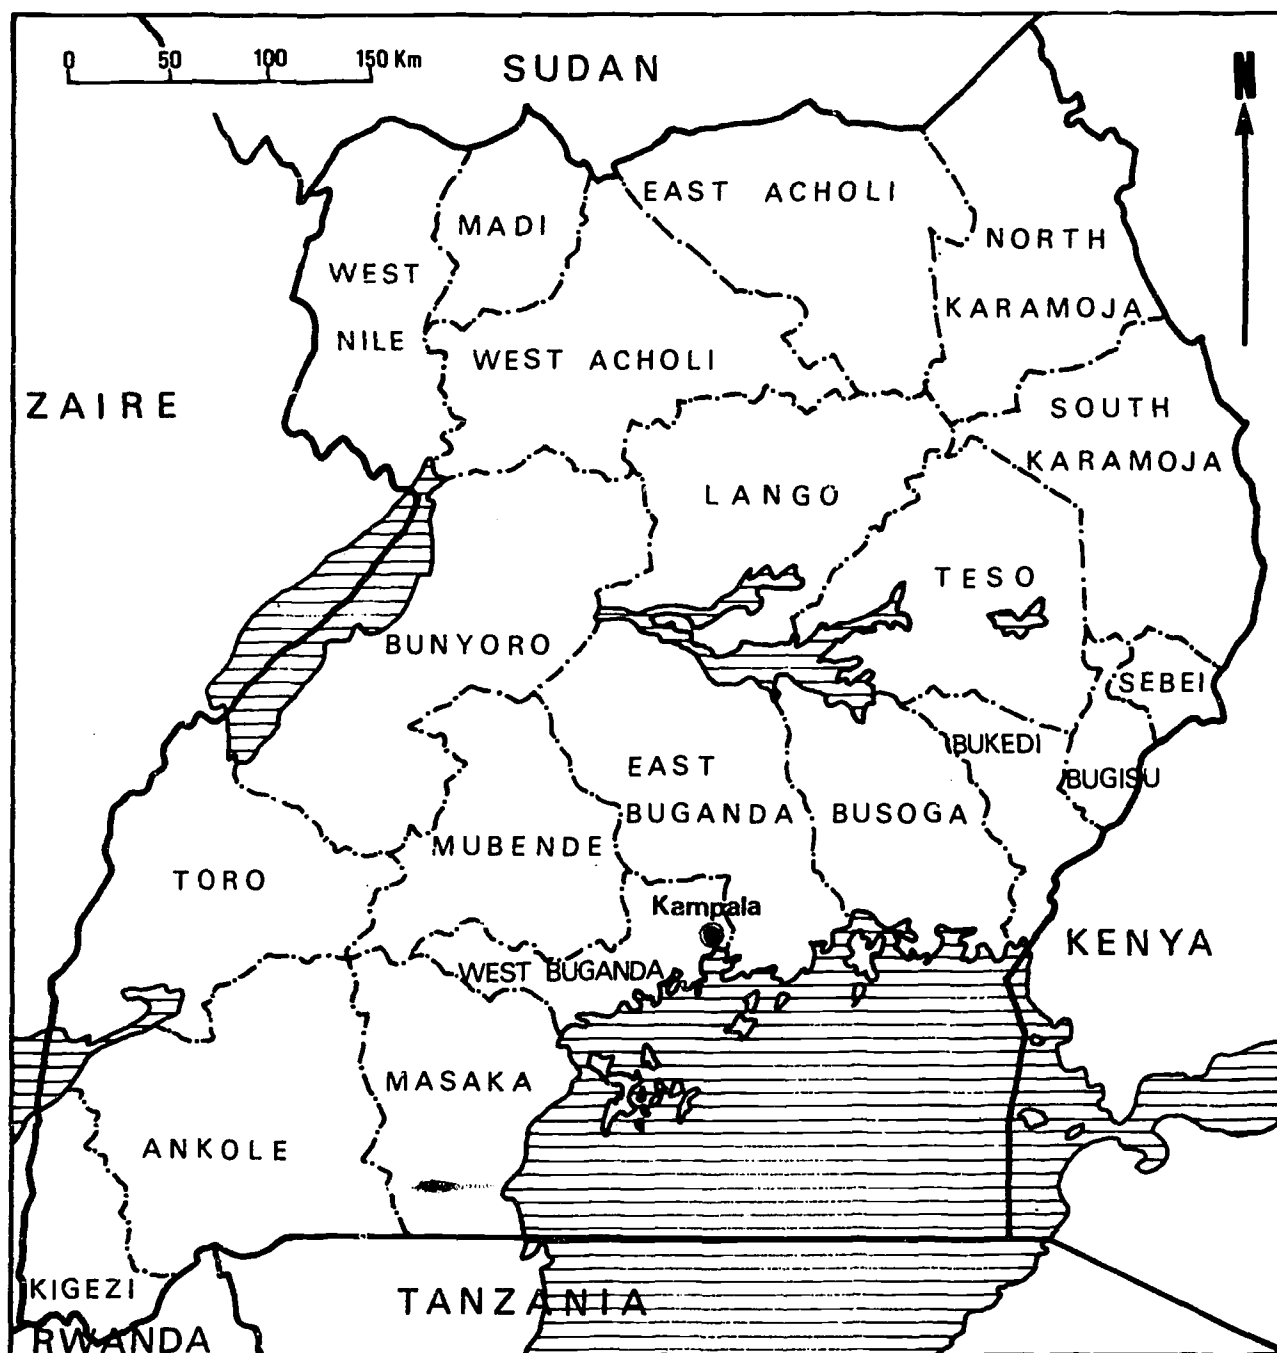 0 50 100 150 Km
SUDAN
N
EAST ACHOLI
MADI
NORTH
WEST
KARAMOJA
NILE
WEST ACHOLI
ZAIRE
SOUTH
KARAMOJA
LANGO
TESO
BUNYORO
SEBEI
BUKEDI
EAST
BUGISU
BUGANDA
BUSOGA
MUBENDE
TORO
Kampala
KENYA
WEST BUGANDA
MASAKA
ANKOLE
KIGEZI
TANZANIA
RWANDA